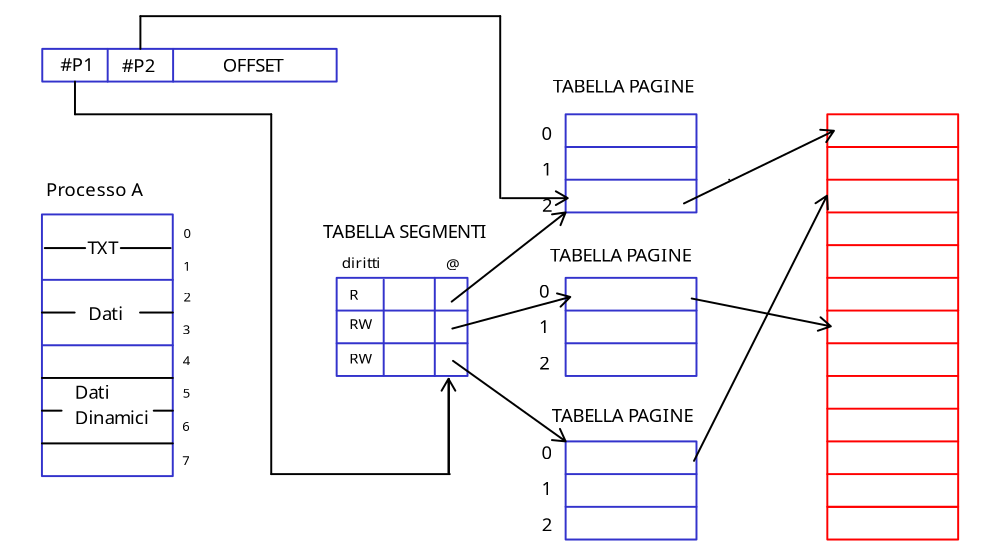 #P1 #P2 OFFSET
Processo A
TXT
Dati
Dati
Dinamici
0
1
2
3
4
5
6
7
TABELLA SEGMENTI
diritti @
R
RW
RW
TABELLA PAGINE
0
1
2
TABELLA PAGINE
0
1
2
TABELLA PAGINE
0
1
2